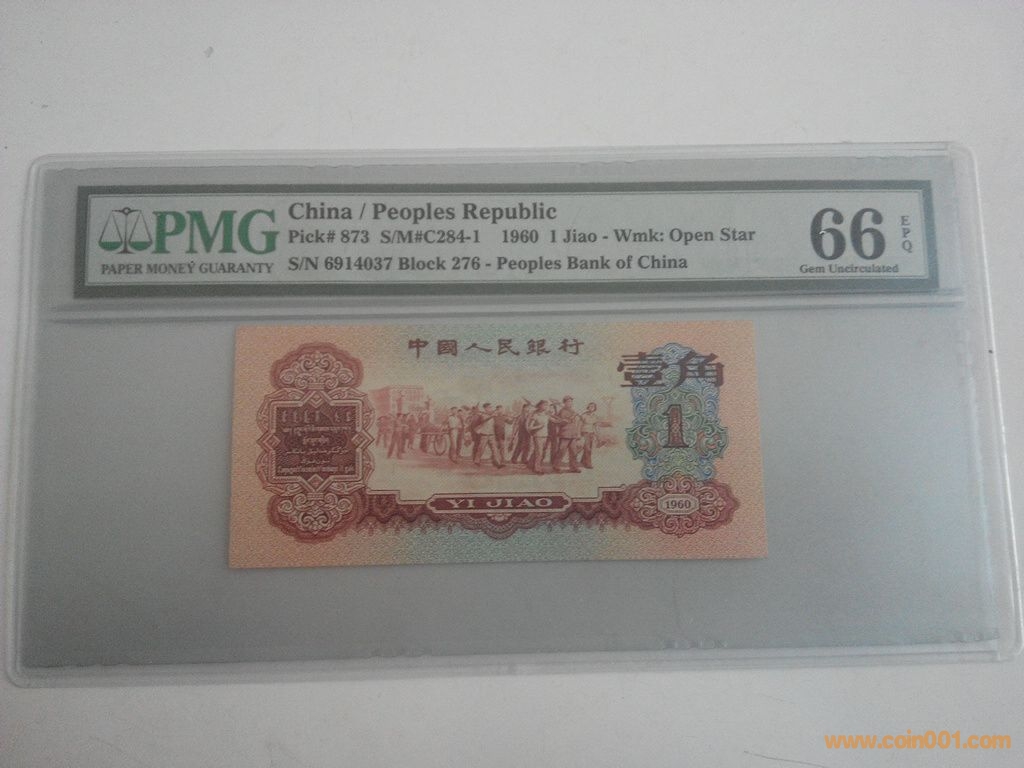 PMG
PAPER MONEY GUARANTY
China / Peoples Republic
Pick# 873 S/M#C284-1 1960 1 Jiao - Wmk: Open Star
S/N 6914037 Block 276 - Peoples Bank of China
66
EPQ
Gem Uncirculated
中國人民銀行
壹角
1
YI JIAO
1960
www.coin001.com